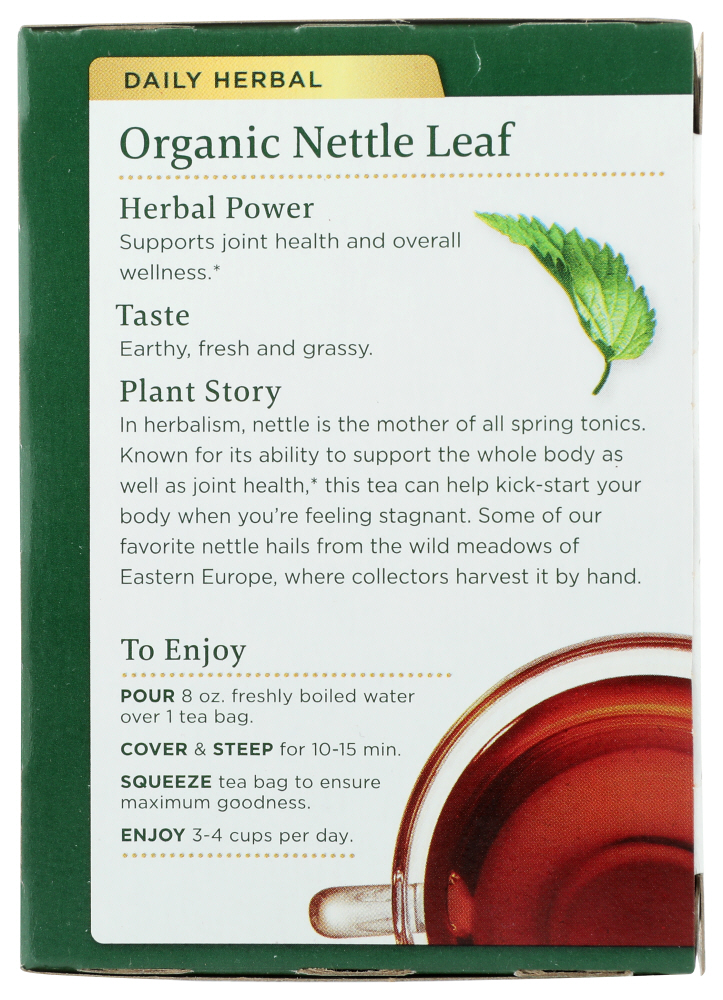 DAILY HERBAL
Organic Nettle Leaf
Herbal Power
Supports joint health and overall
wellness.*
Taste
Earthy, fresh and grassy.
Plant Story
In herbalism, nettle is the mother of all spring tonics.
Known for its ability to support the whole body as
well as joint health,* this tea can help kick-start your
body when you're feeling stagnant. Some of our
favorite nettle hails from the wild meadows of
Eastern Europe, where collectors harvest it by hand.
To Enjoy
POUR 8 oz. freshly boiled water
over 1 tea bag.
COVER & STEEP for 10-15 min.
SQUEEZE tea bag to ensure
maximum goodness.
ENJOY 3-4 cups per day.